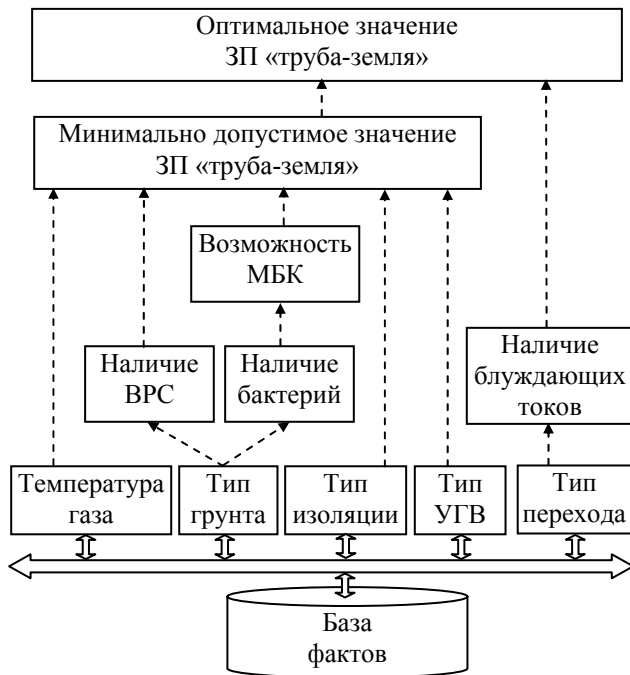 Оптимальное значение
ЗП «труба-земля»
Минимально допустимое значение
ЗП «труба-земля»
Возможность
МБК
Наличие
ВРС
Наличие
бактерий
Наличие
блуждающих
токов
Температура
газа
Тип
грунта
Тип
изоляции
Тип
УГВ
Тип
перехода
База
фактов